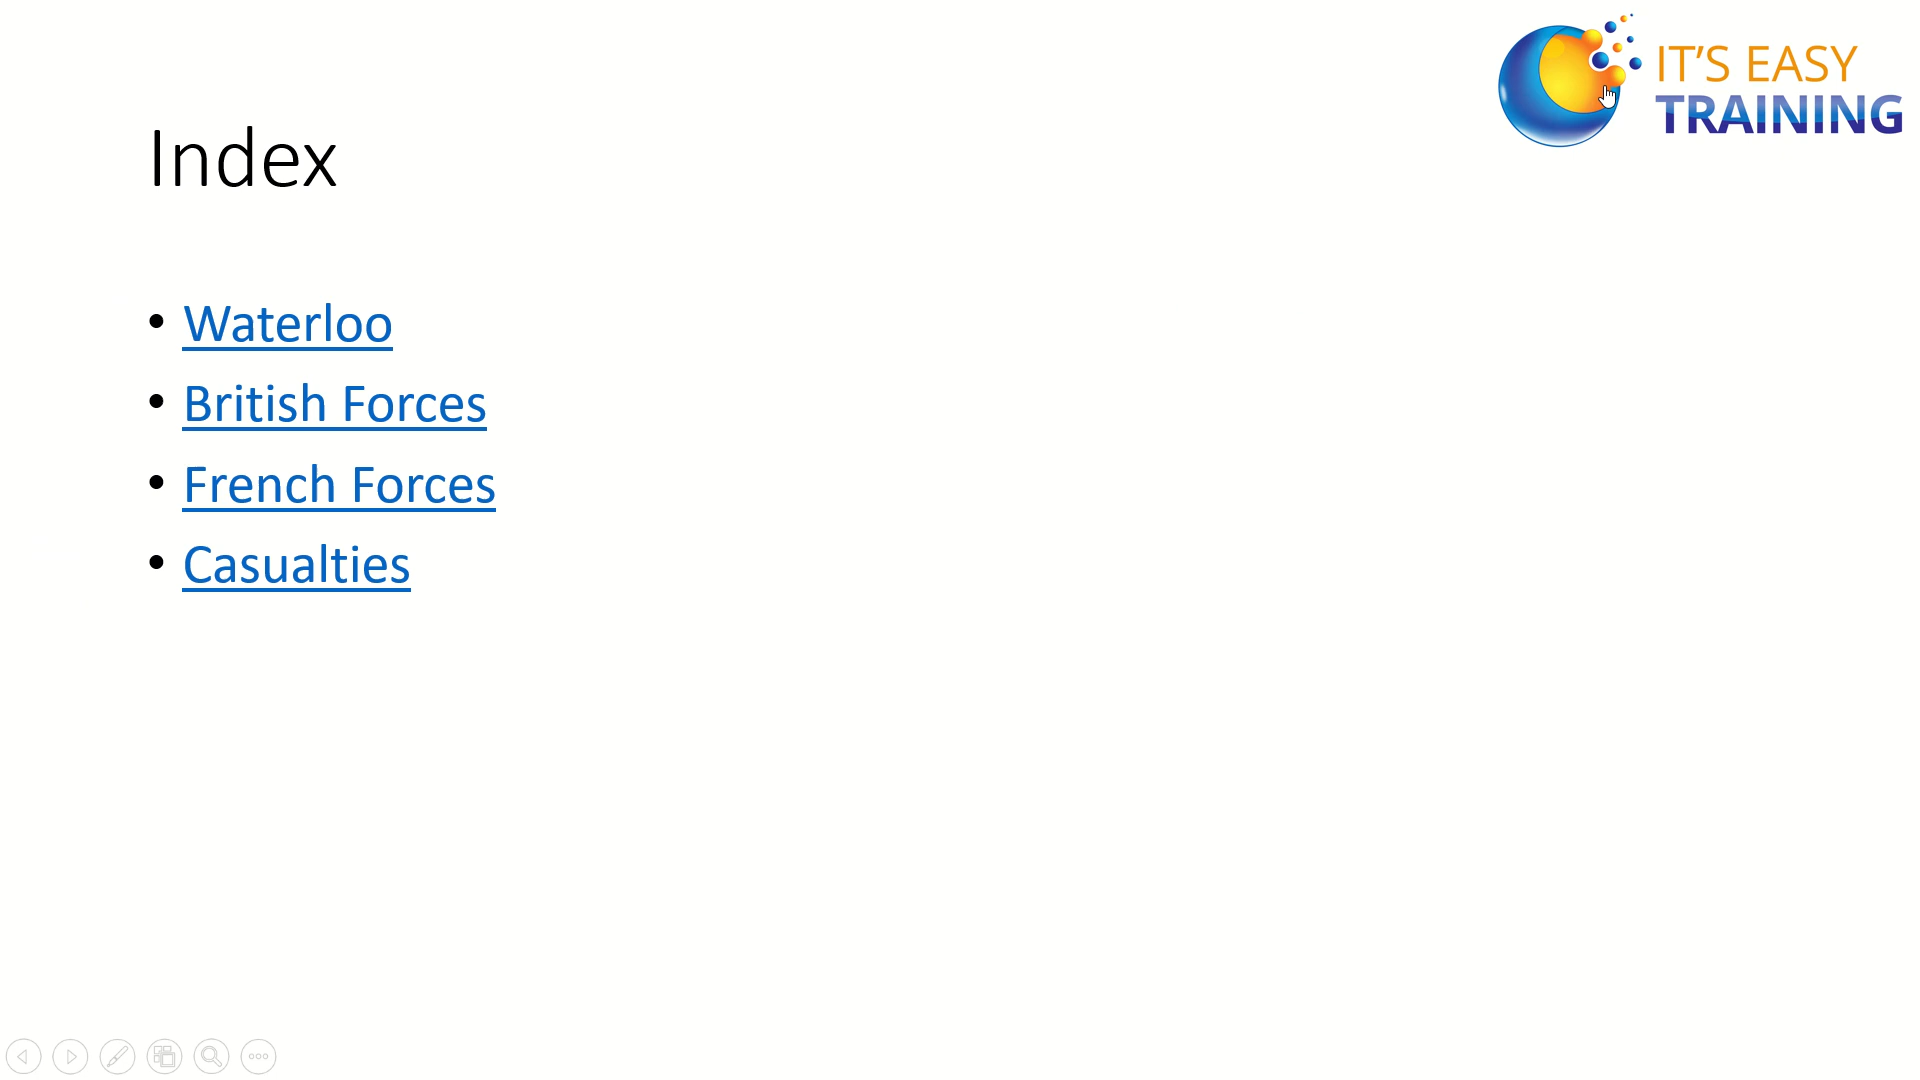 IT'S EASY
TRAINING
Index
• Waterloo
• British Forces
• French Forces
• Casualties